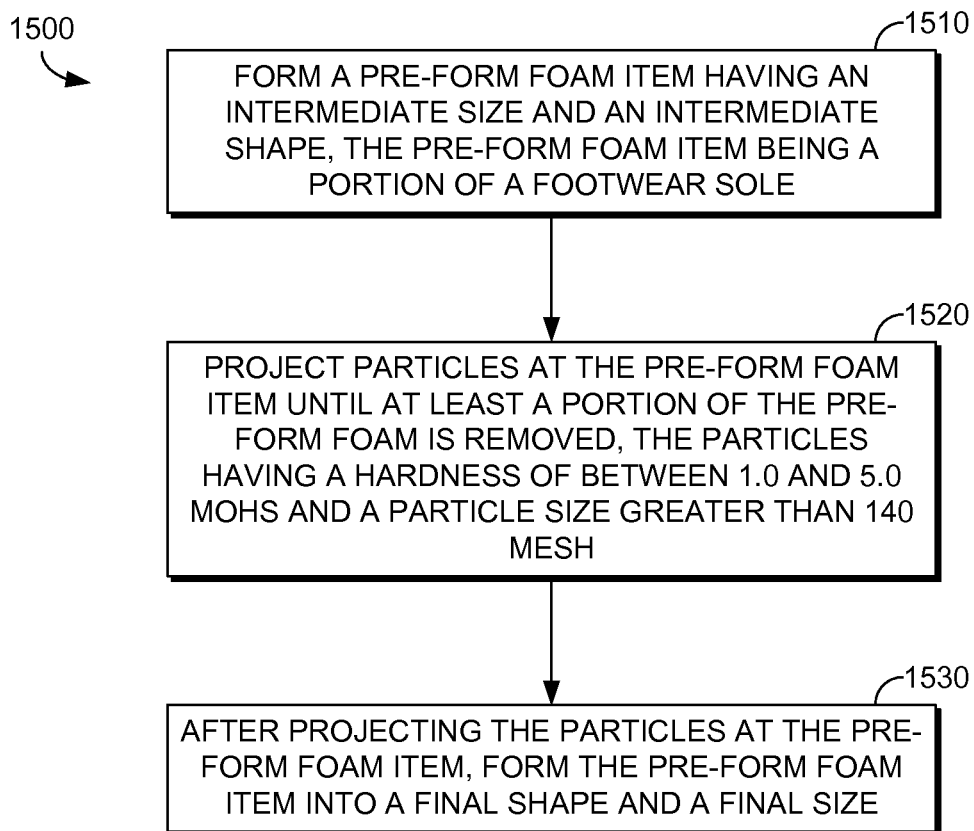 1500
1510
FORM A PRE-FORM FOAM ITEM HAVING AN
INTERMEDIATE SIZE AND AN INTERMEDIATE
SHAPE, THE PRE-FORM FOAM ITEM BEING A
PORTION OF A FOOTWEAR SOLE
1520
PROJECT PARTICLES AT THE PRE-FORM FOAM
ITEM UNTIL AT LEAST A PORTION OF THE PRE-
FORM FOAM IS REMOVED, THE PARTICLES
HAVING A HARDNESS OF BETWEEN 1.0 AND 5.0
MOHS AND A PARTICLE SIZE GREATER THAN 140
MESH
1530
AFTER PROJECTING THE PARTICLES AT THE PRE-
FORM FOAM ITEM, FORM THE PRE-FORM FOAM
ITEM INTO A FINAL SHAPE AND A FINAL SIZE